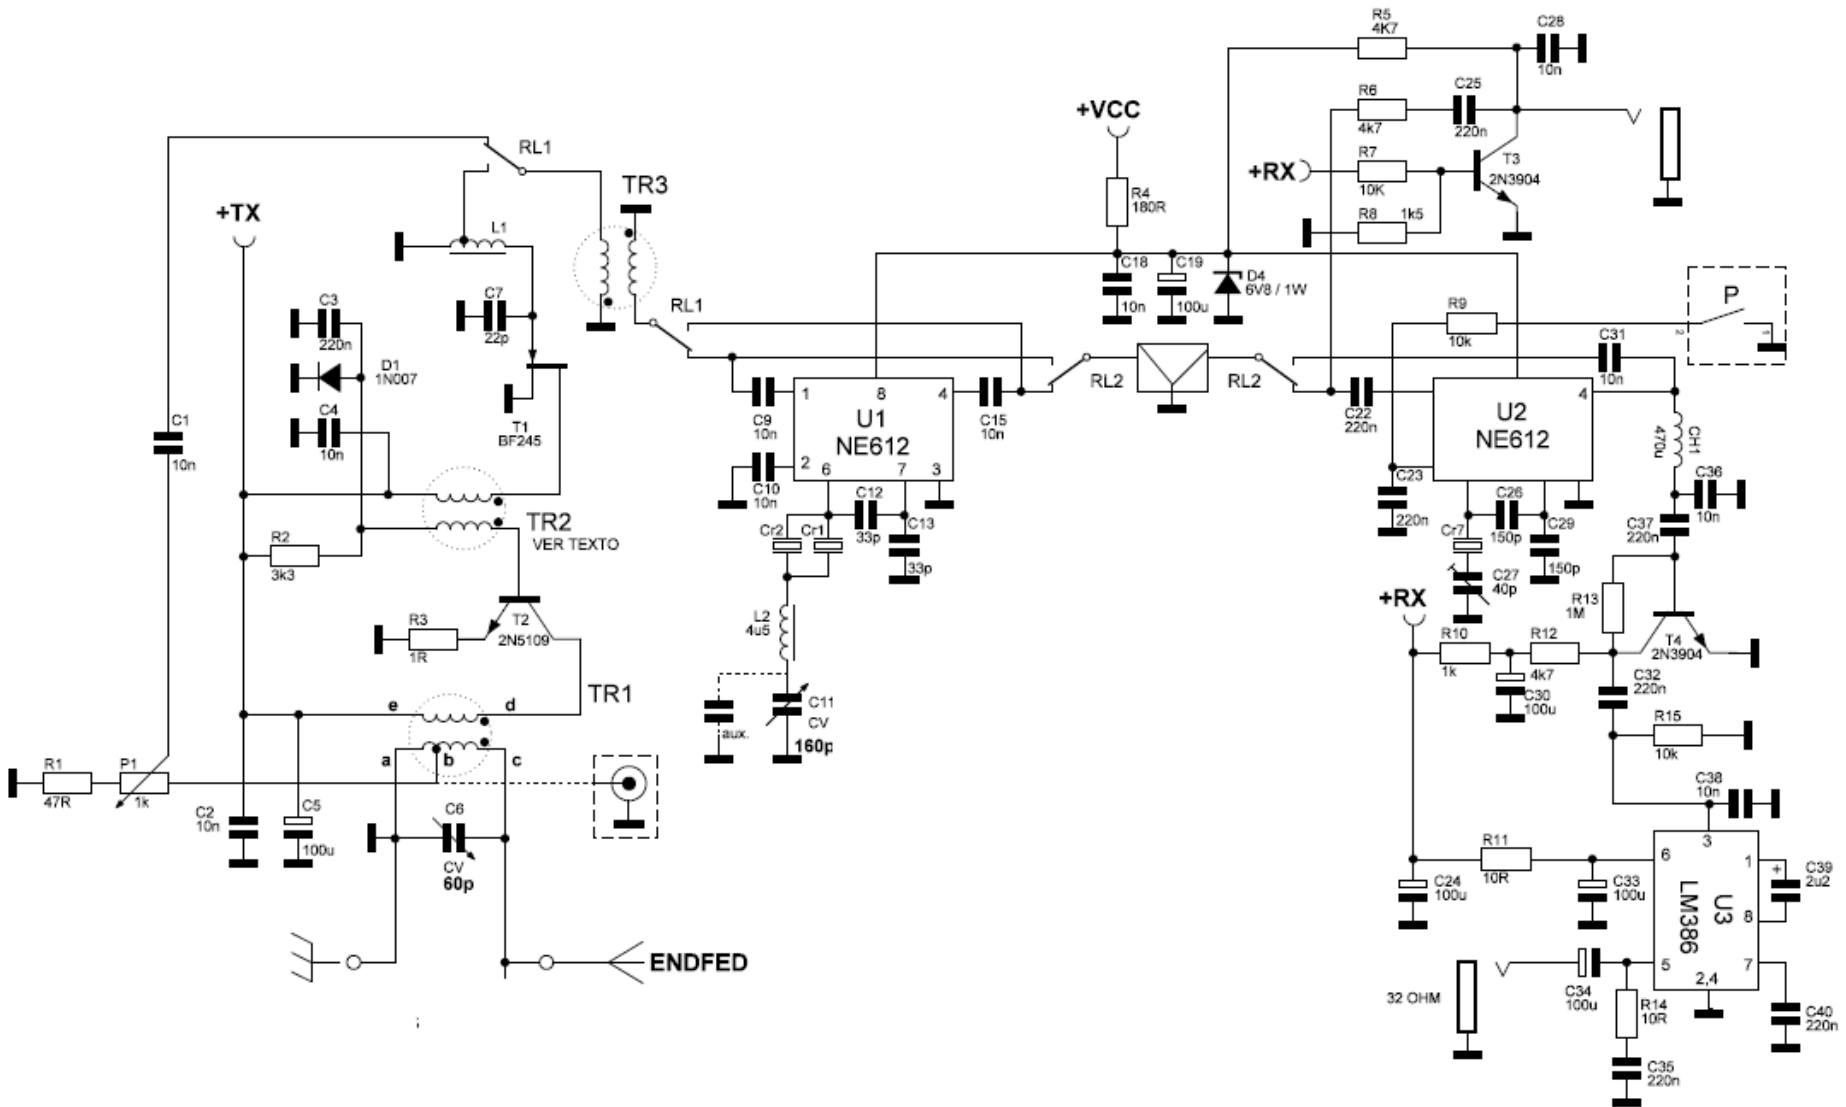 R5
4K7
C28
10n
+VCC
R6
4k7
C25
220n
+RX
R7
10K
T3
2N3904
R8
1k5
RL1
TR3
R4
180R
+TX
L1
C18
10n
C19
100u
D4
6V8 / 1W
P
C3
220n
C7
22p
RL1
R9
10k
2
1
C31
10n
D1
1N007
RL2
RL2
C4
10n
T1
BF245
C1
10n
C9
10n
1
8
4
U1
NE612
2
6
7
3
C15
10n
C22
220n
4
U2
NE612
CH1
470u
C10
10n
C23
220n
C36
10n
TR2
VER TEXTO
R2
3k3
C12
33p
C13
33p
Cr2
Cr1
C26
150p
C29
150p
Cr7
C27
40p
C37
220n
R13
1M
L2
4u5
R3
1R
T2
2N5109
+RX
R10
1k
R12
4k7
T4
2N3904
C30
100u
C32
220n
TR1
e
d
a
b
c
aux.
C11
CV
160p
R15
10k
R1
47R
P1
1k
C2
10n
C5
100u
C6
CV
60p
C38
10n
R11
10R
C24
100u
C33
100u
3
6
1
8
U3
LM386
5
7
2,4
C39
+
2u2
ENDFED
32 OHM
C34
100u
R14
10R
C40
220n
C35
220n